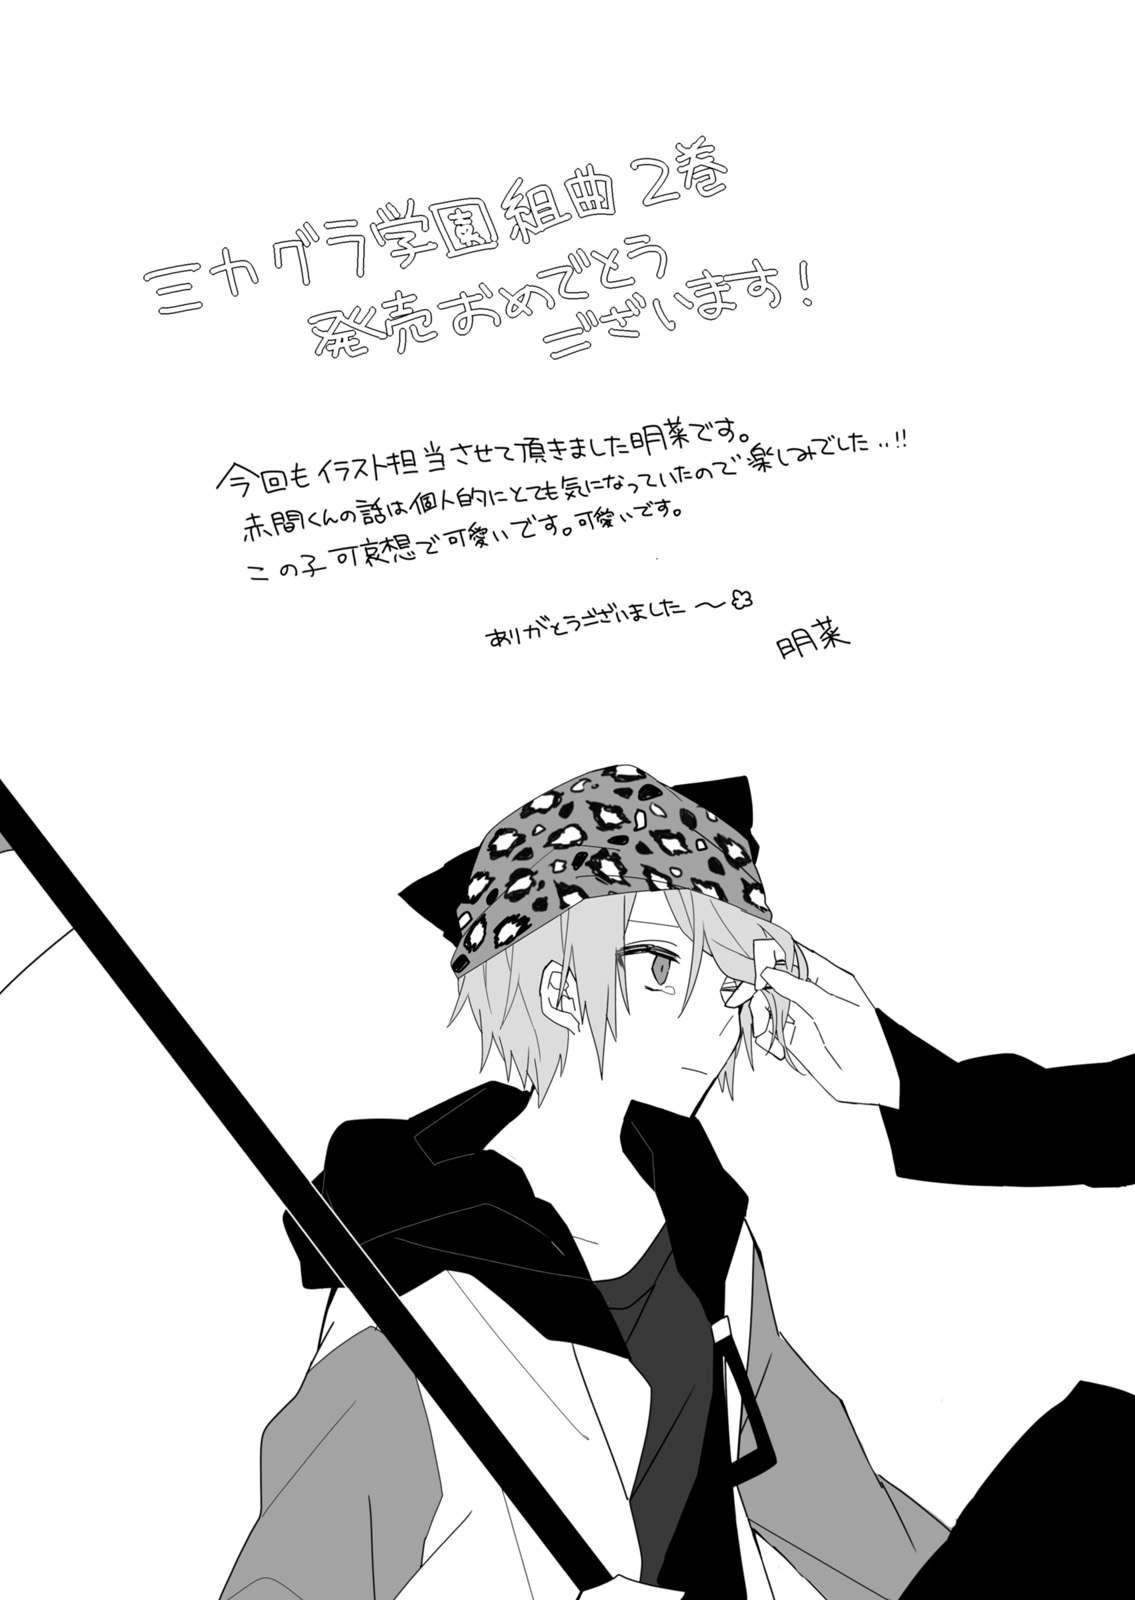 ミカグラ学園組曲2巻
発売おめでとう
ございます!
今回もイラスト担当させて頂きました明菜です。
赤間くんの話は個人的にとても気になっていたので楽しみでした..!!
この子可哀想で可愛いです。可愛いです。
ありがとうございました〜
明菜